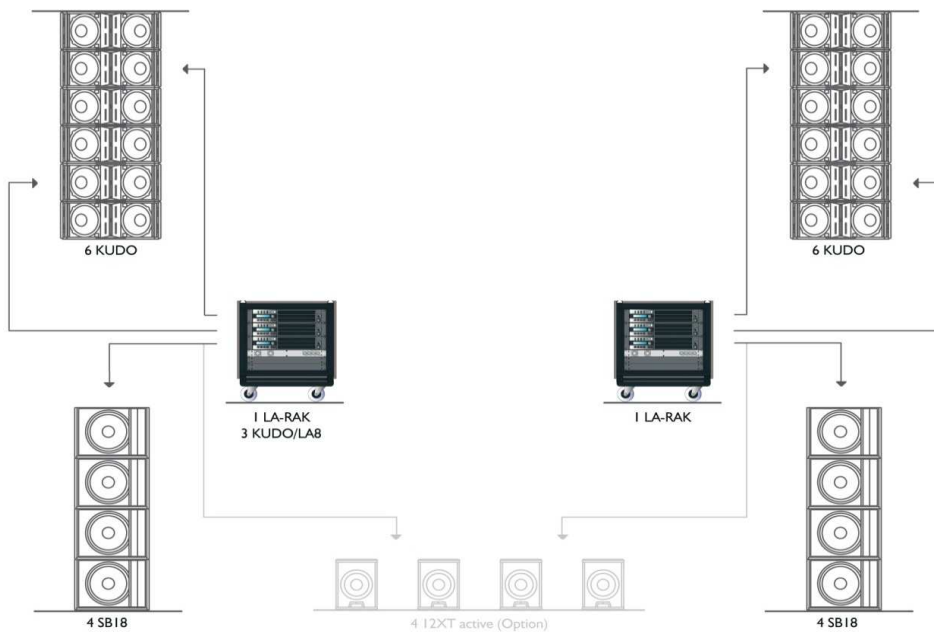 6 KUDO
6 KUDO
1 LA-RAK
3 KUDO/LA8
1 LA-RAK
4 SB18
4 12XT active (Option)
4 SB18